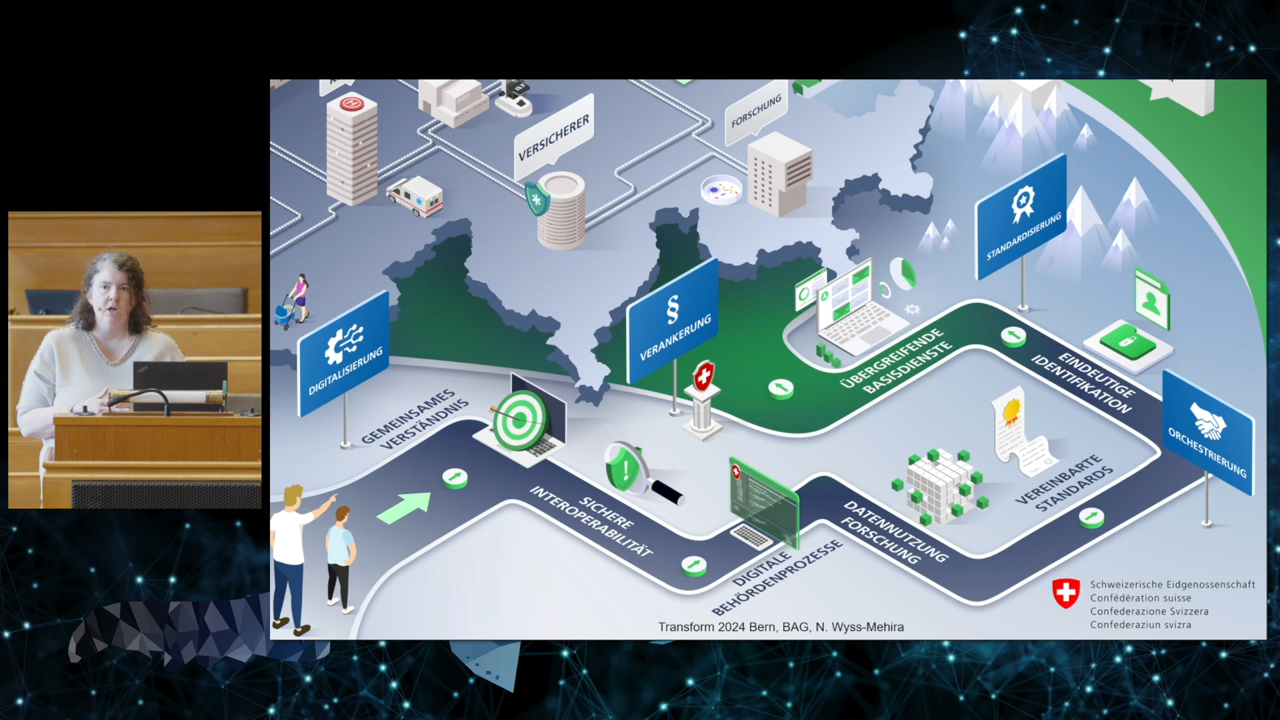 VERSICHERER
FORSCHUNG
STANDARDISIERUNG
DIGITALISIERUNG
§
VERANKERUNG
ORCHESTRIERUNG
GEMEINSAMES
VERSTÄNDNIS
SICHERE
INTEROPERABILITÄT
DIGITALE
BEHÖRDENPROZESSE
ÜBERGREIFENDE
BASISDIENSTE
EINDEUTIGE
IDENTIFIKATION
VEREINBARTE
STANDARDS
DATENNUTZUNG
FORSCHUNG
Schweizerische Eidgenossenschaft
Confédération suisse
Confederazione Svizzera
Confederaziun svizra
Transform 2024 Bern, BAG, N. Wyss-Mehira